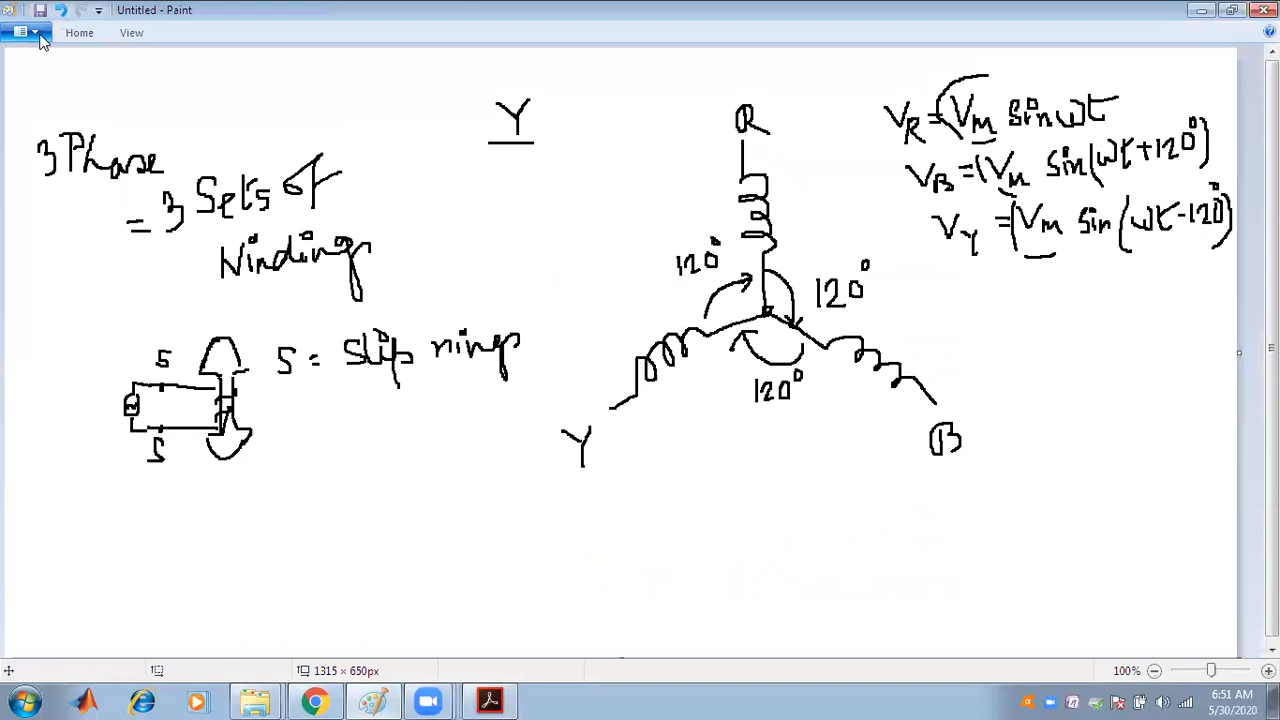 Untitled - Paint
Home
View
3 Phase
= 3 Sets of
Windings
S
S = Slip rings
S
Y
R
120°
120°
120°
Y
B
VR = (Vm sin ωt
VB = (Vm sin(ωt+120°)
VY = (Vm sin(ωt-120°)
1315 × 650px
100%
6:51 AM
5/30/2020